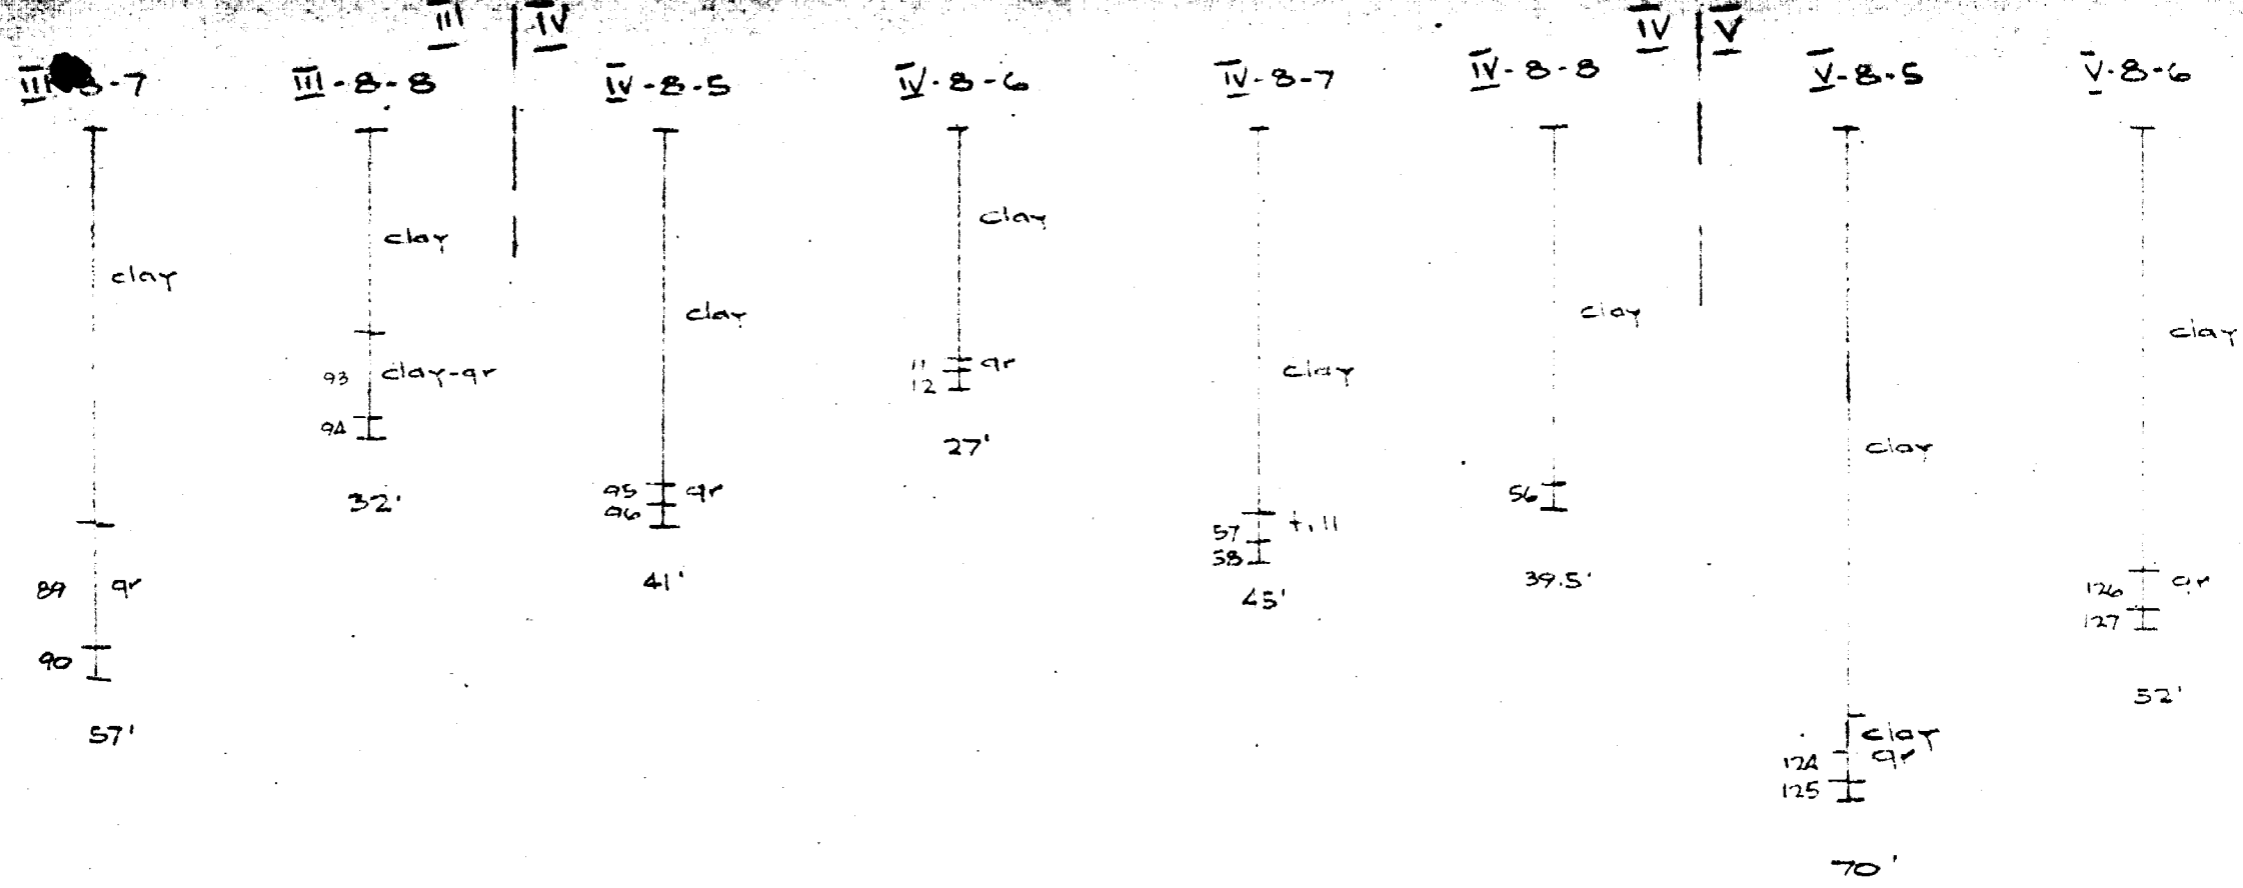 III IV
IV V
III-8-7
III-8-8
IV-8-5
IV-8-6
IV-8-7
IV-8-8
V-8-5
V-8-6
clay
89 gr
90
57'
clay
93 clay-gr
94
32'
clay
95 gr
96
41'
clay
11 gr
12
27'
clay
57 till
58
45'
clay
56
39.5'
clay
clay
124 gr
125
70'
clay
126 gr
127
52'